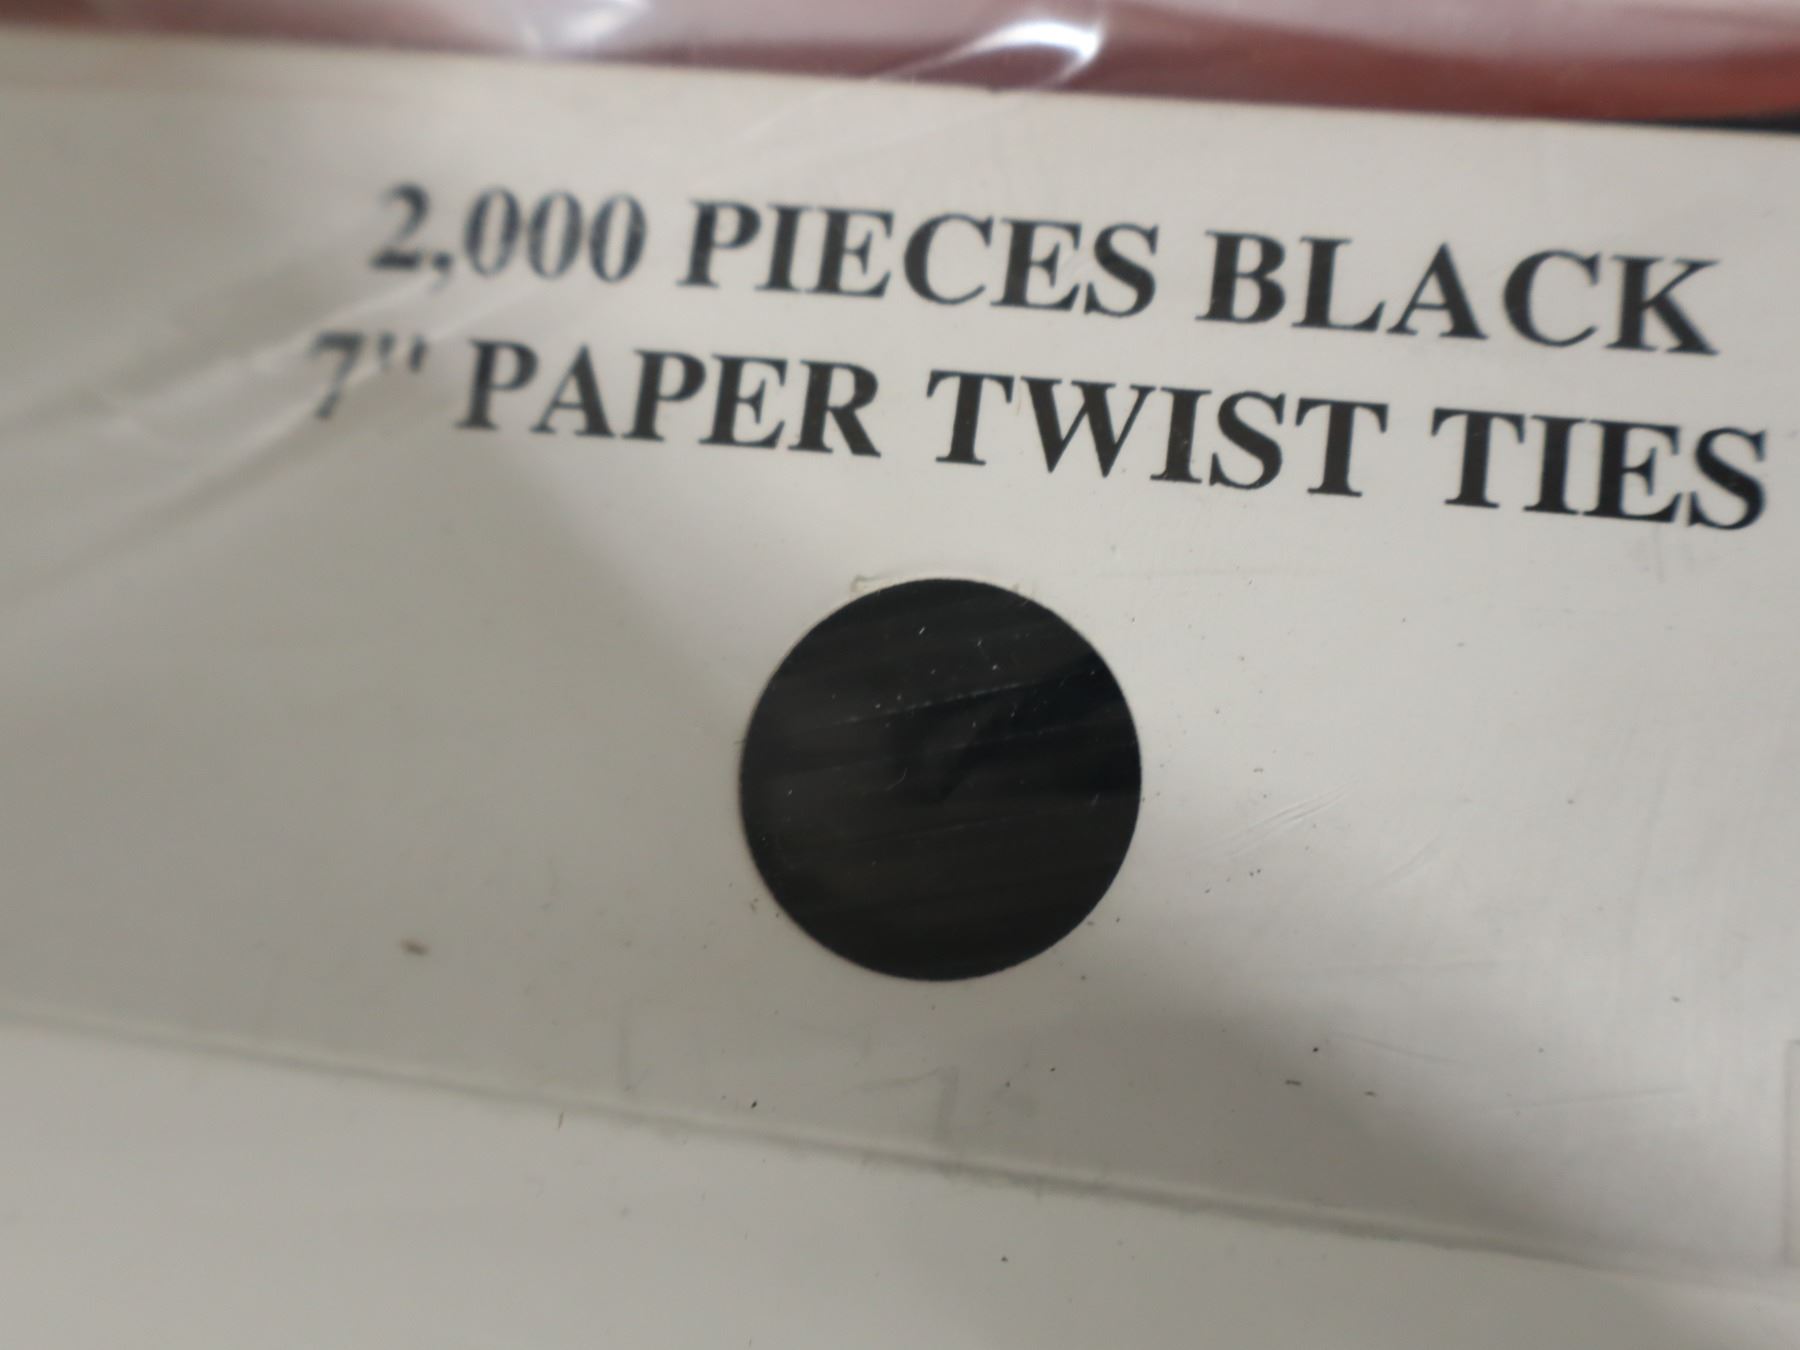 2,000 PIECES BLACK
7" PAPER TWIST TIES